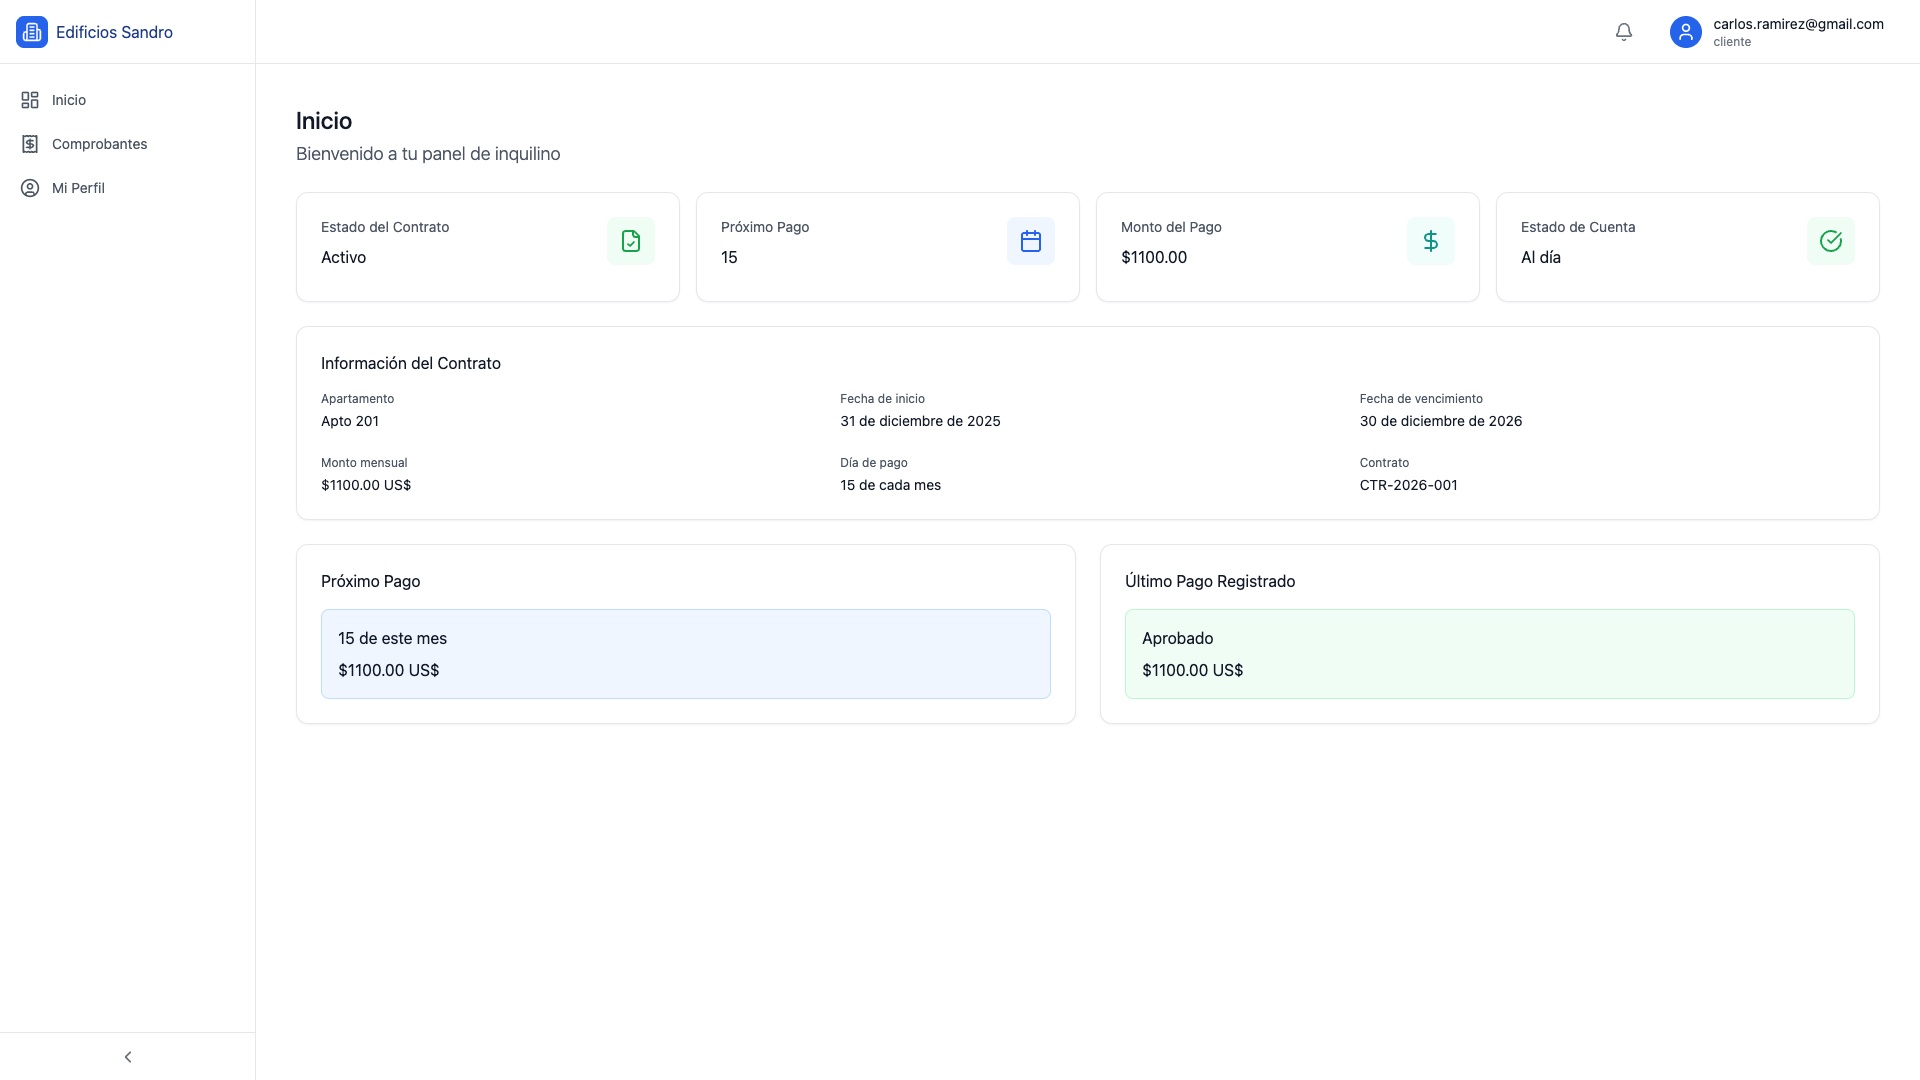 Edificios Sandro
carlos.ramirez@gmail.com
cliente
Inicio
Comprobantes
Mi Perfil
Inicio
Bienvenido a tu panel de inquilino
Estado del Contrato
Activo
Próximo Pago
15
Monto del Pago
$1100.00
Estado de Cuenta
Al día
Información del Contrato
Apartamento
Apto 201
Fecha de inicio
31 de diciembre de 2025
Fecha de vencimiento
30 de diciembre de 2026
Monto mensual
$1100.00 US$
Día de pago
15 de cada mes
Contrato
CTR-2026-001
Próximo Pago
15 de este mes
$1100.00 US$
Último Pago Registrado
Aprobado
$1100.00 US$